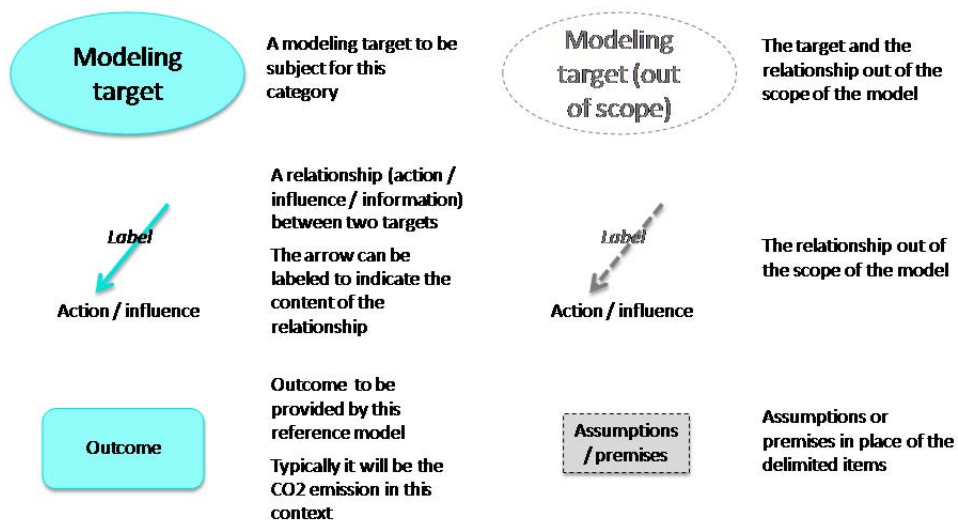 Modeling
target
A modeling target to be
subject for this
category
Modeling
target (out
of scope)
The target and the
relationship out of the
scope of the model
Label
Action / influence
A relationship (action /
influence / information)
between two targets
The arrow can be
labeled to indicate the
content of the
relationship
Label
Action / influence
The relationship out of
the scope of the model
Outcome
Outcome to be
provided by this
reference model
Typically it will be the
CO2 emission in this
context
Assumptions
/ premises
Assumptions or
premises in place of the
delimited items